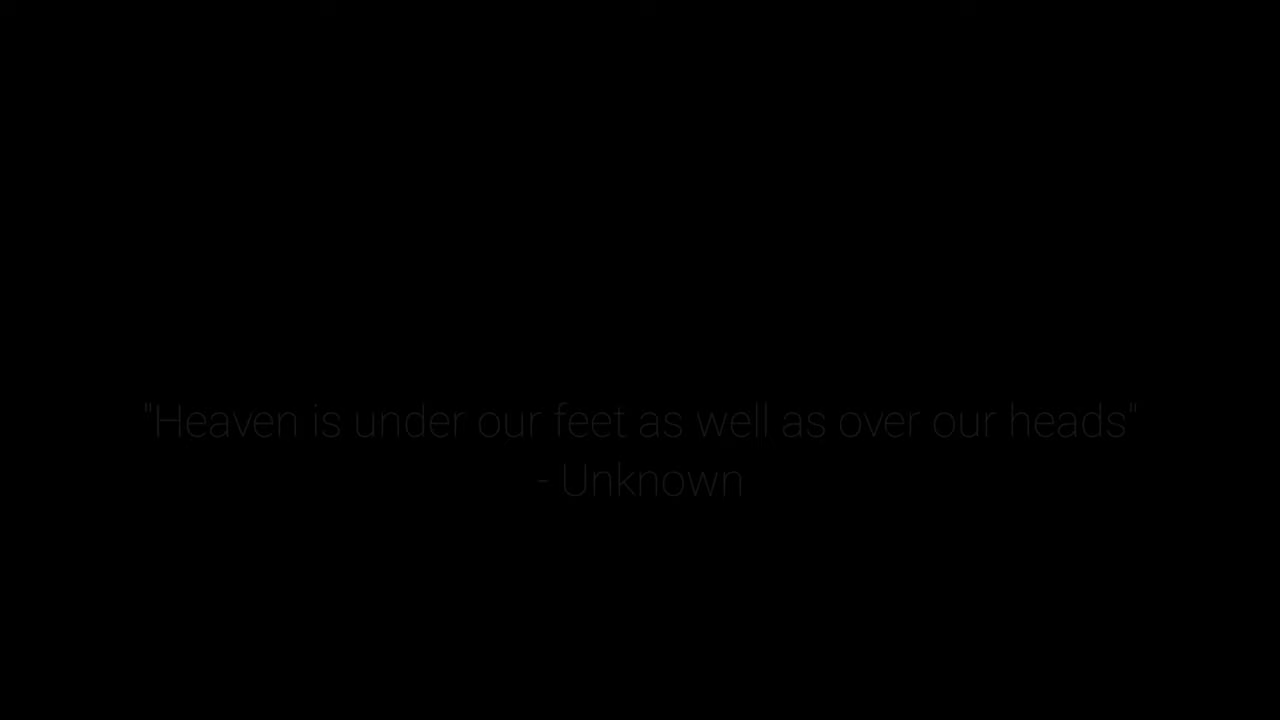 "Heaven is under our feet as well as over our heads"
- Unknown